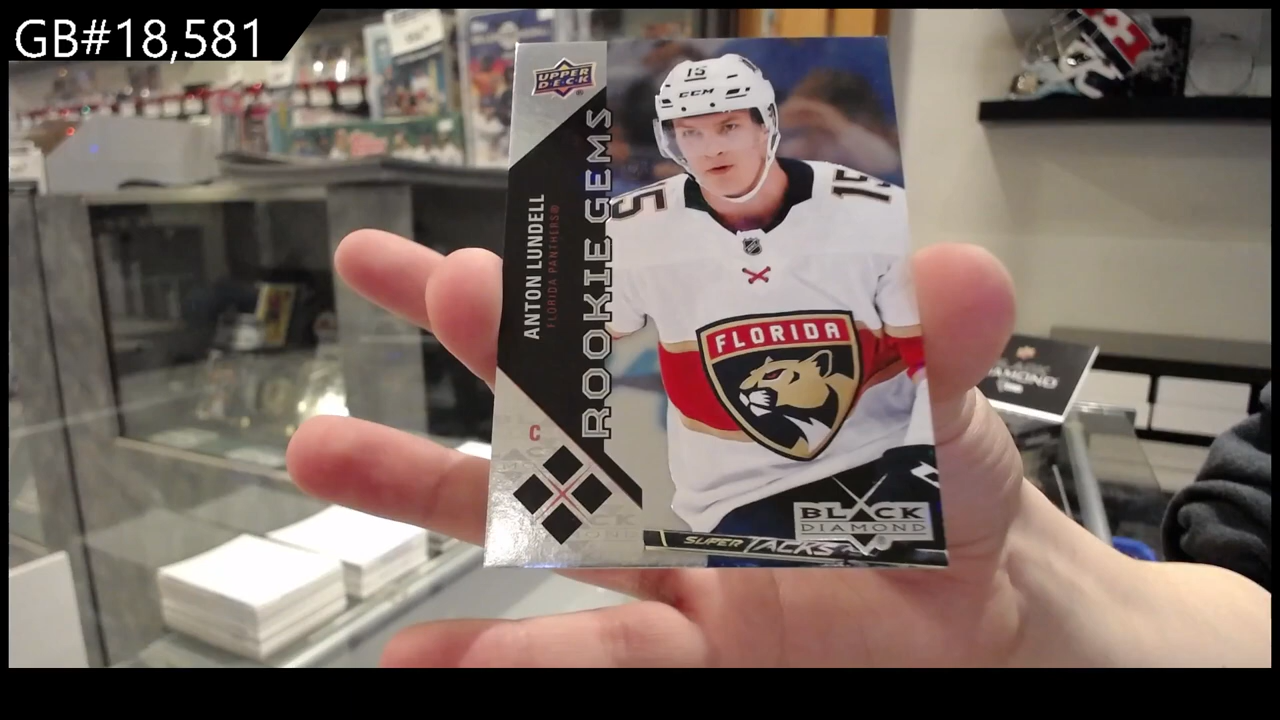 GB#18,581
UPPER
DECK
ROOKIE GEMS
ANTON LUNDELL
FLORIDA PANTHERS®
C
15
CCM
15
15
FLORIDA
BLACK
DIAMOND
SUPER TACKS